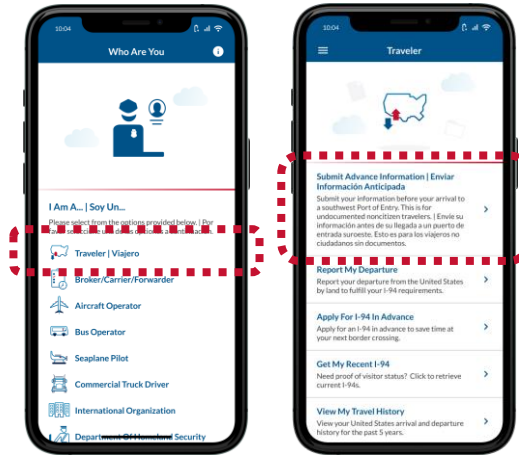 10:04
Who Are You
I Am A... | Soy Un...
Please select from the options provided below. | Por
Traveler | Viajero
Broker/Carrier/Forwarder
Aircraft Operator
Bus Operator
Seaplane Pilot
Commercial Truck Driver
International Organization
Department Of Homeland Security
10:04
Traveler
Submit Advance Information | Enviar
Información Anticipada
Submit your information before your arrival to
a southwest Port of Entry. This is for
undocumented noncitizen travelers. | Envíe su
información antes de su llegada a un puerto de
entrada suroeste. Esto es para los viajeros no
ciudadanos sin documentos.
Report My Departure
Report your departure from the United States
by land to fulfill your I-94 requirements.
Apply For I-94 In Advance
Apply for an I-94 in advance to save time at
your next border crossing.
Get My Recent I-94
Need proof of visitor status? Click to retrieve
current I-94s.
View My Travel History
View your United States arrival and departure
history for the past 5 years.